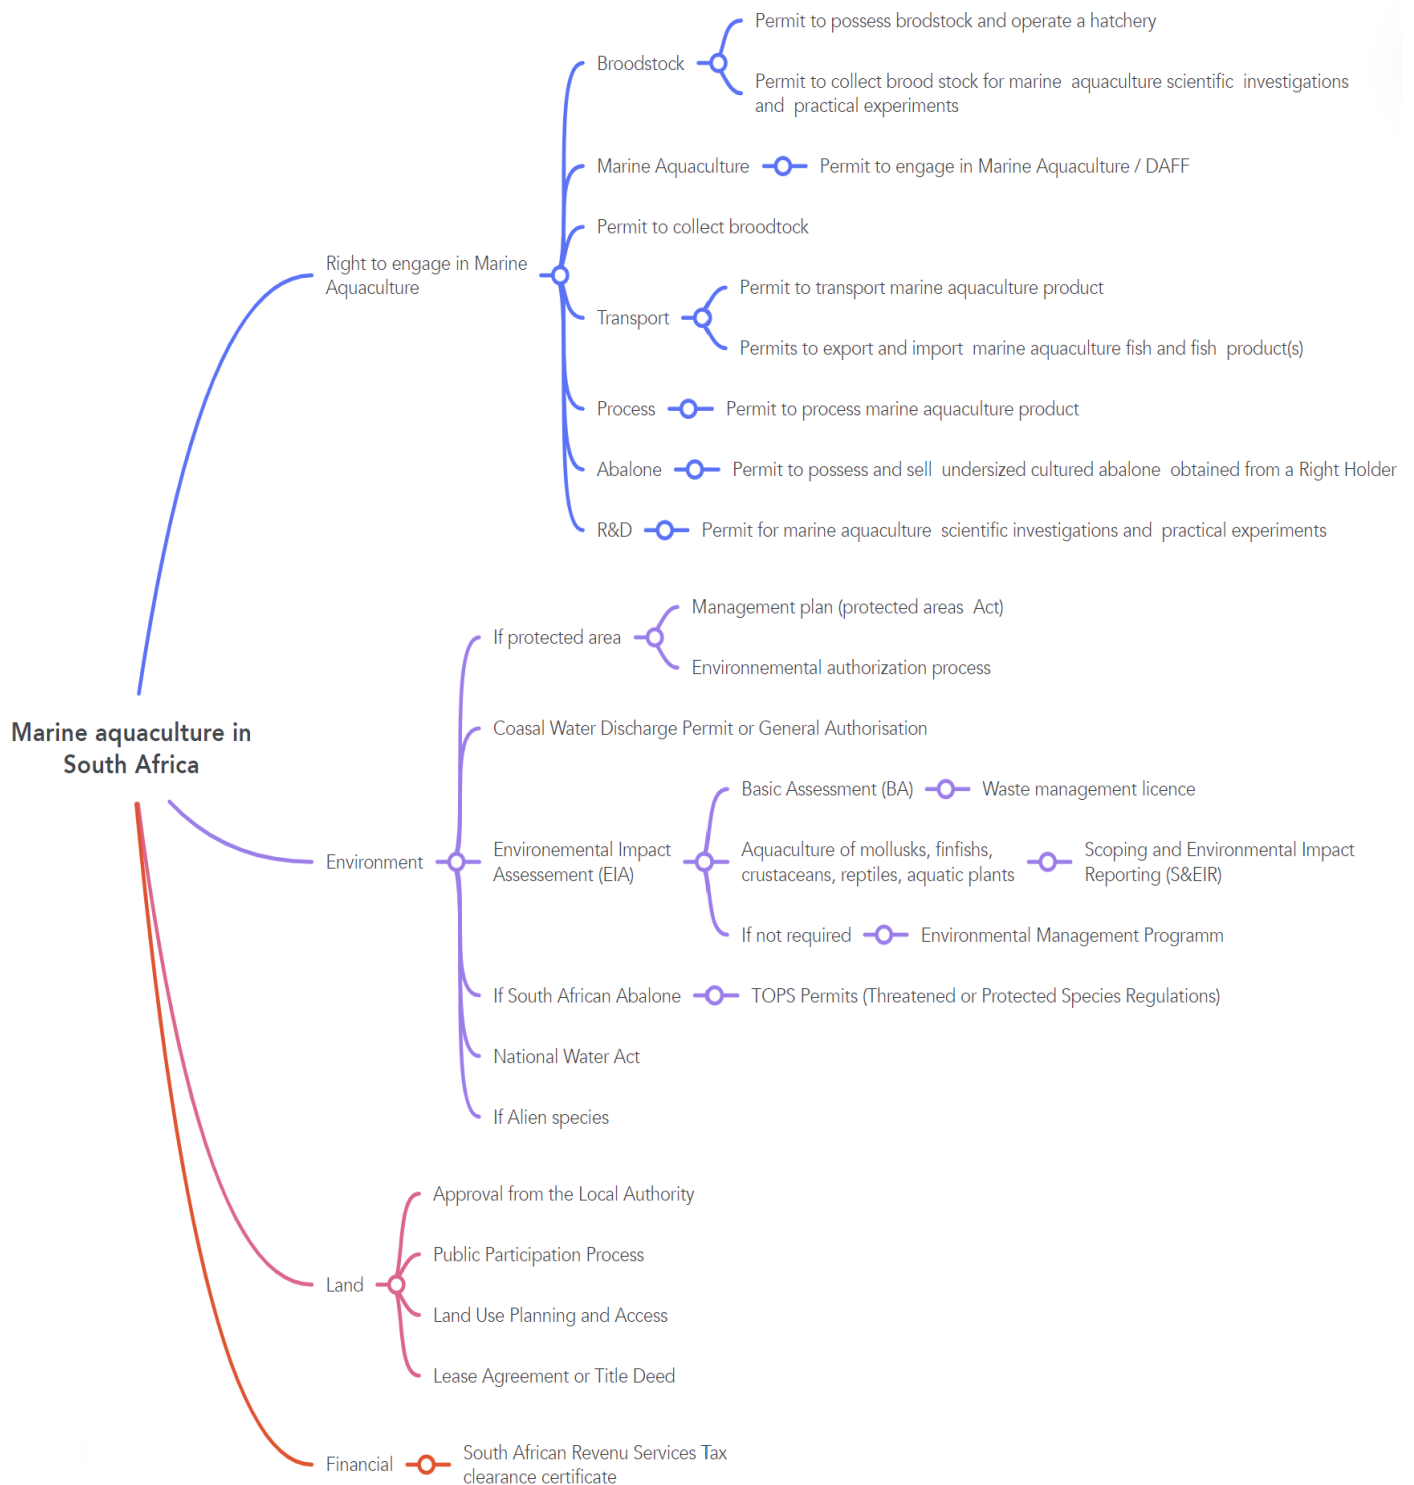 Permit to possess brodstock and operate a hatchery
Broodstock
Permit to collect brood stock for marine aquaculture scientific investigations
and practical experiments
Marine Aquaculture
Permit to engage in Marine Aquaculture / DAFF
Permit to collect broodtock
Right to engage in Marine
Aquaculture
Permit to transport marine aquaculture product
Transport
Permits to export and import marine aquaculture fish and fish product(s)
Process
Permit to process marine aquaculture product
Abalone
Permit to possess and sell undersized cultured abalone obtained from a Right Holder
R&D
Permit for marine aquaculture scientific investigations and practical experiments
Management plan (protected areas Act)
If protected area
Environnemental authorization process
Marine aquaculture in
South Africa
Coasal Water Discharge Permit or General Authorisation
Basic Assessment (BA)
Waste management licence
Environment
Environemental Impact
Assessement (EIA)
Aquaculture of mollusks, finfishs,
crustaceans, reptiles, aquatic plants
Scoping and Environmental Impact
Reporting (S&EIR)
If not required
Environmental Management Programm
If South African Abalone
TOPS Permits (Threatened or Protected Species Regulations)
National Water Act
If Alien species
Approval from the Local Authority
Public Participation Process
Land
Land Use Planning and Access
Lease Agreement or Title Deed
Financial
South African Revenu Services Tax
clearance certificate